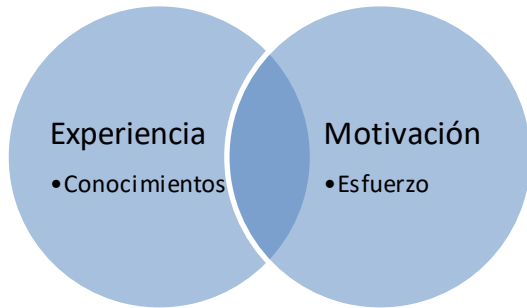 Experiencia
•Conocimientos
Motivación
•Esfuerzo